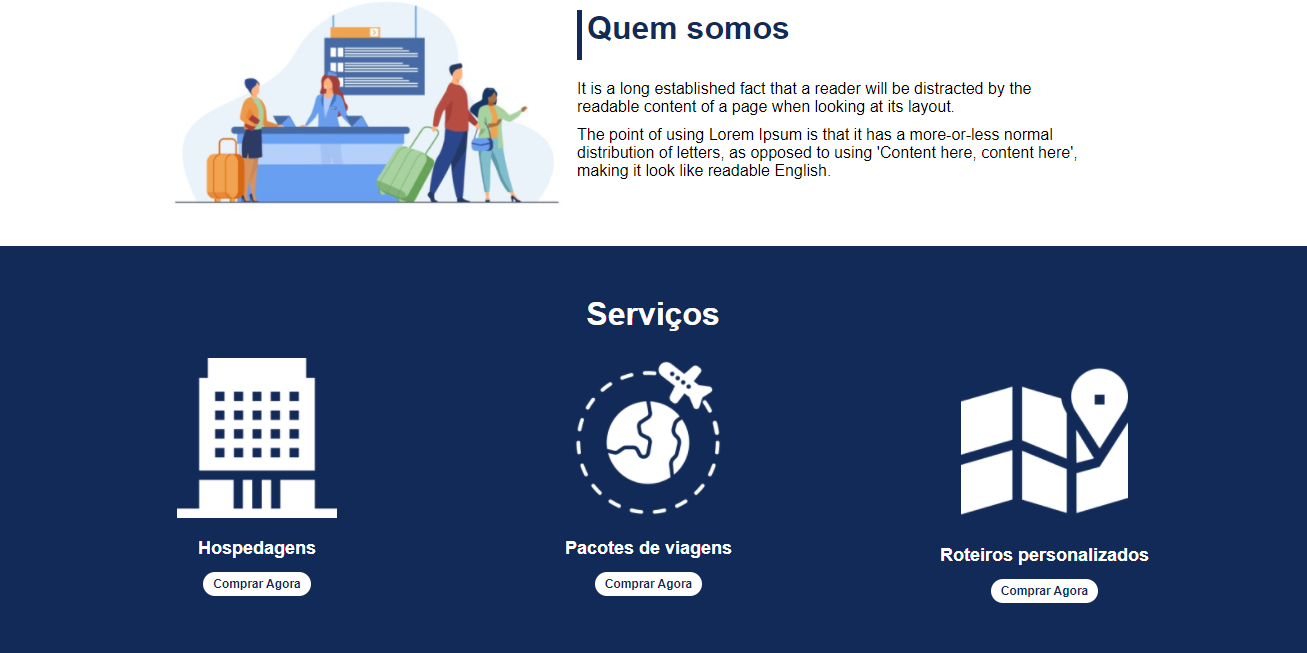 Quem somos
It is a long established fact that a reader will be distracted by the
readable content of a page when looking at its layout.
The point of using Lorem Ipsum is that it has a more-or-less normal
distribution of letters, as opposed to using 'Content here, content here',
making it look like readable English.
Serviços
Hospedagens
Pacotes de viagens
Roteiros personalizados
Comprar Agora
Comprar Agora
Comprar Agora